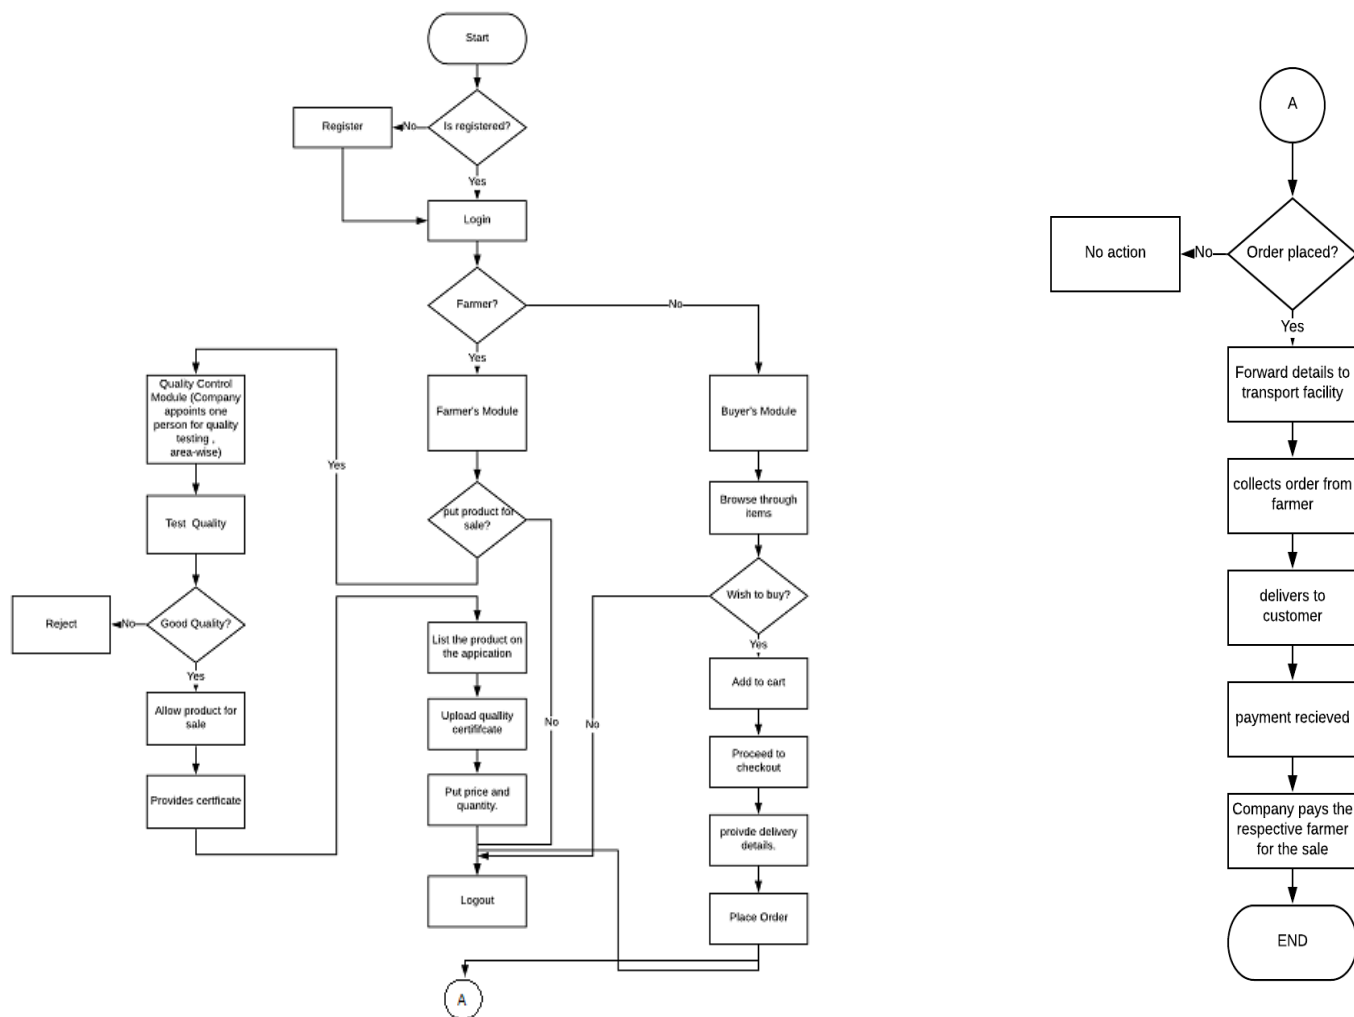 Start
Is registered?
No
Register
Yes
Login
Farmer?
No
Yes
Quality Control
Module (Company
appoints one
person for quality
testing ,
area-wise)
Farmer's Module
Buyer's Module
Yes
Test Quality
put product for
sale?
Browse through
items
Good Quality?
No
Reject
Yes
Wish to buy?
Yes
List the product on
the appication
Add to cart
Allow product for
sale
Upload quallity
certififcate
No
No
Proceed to
checkout
Provides certficate
Put price and
quantity.
proivde delivery
details.
Logout
Place Order
A
A
Order placed?
No
No action
Yes
Forward details to
transport facility
collects order from
farmer
delivers to
customer
payment recieved
Company pays the
respective farmer
for the sale
END